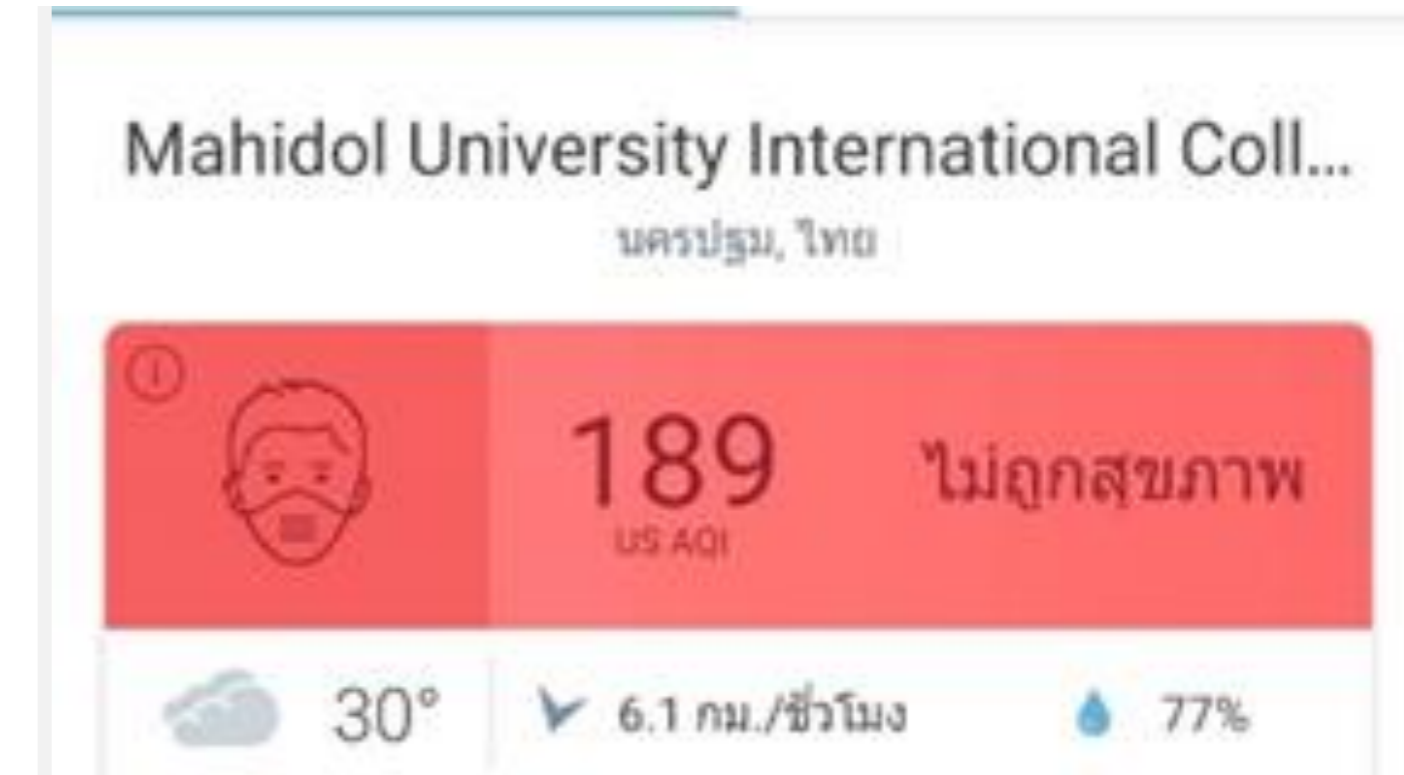 Mahidol University International Coll...
นครปฐม, ไทย
189
US AQI
ไม่ถูกสุขภาพ
30° 6.1 กม./ชั่วโมง 77%